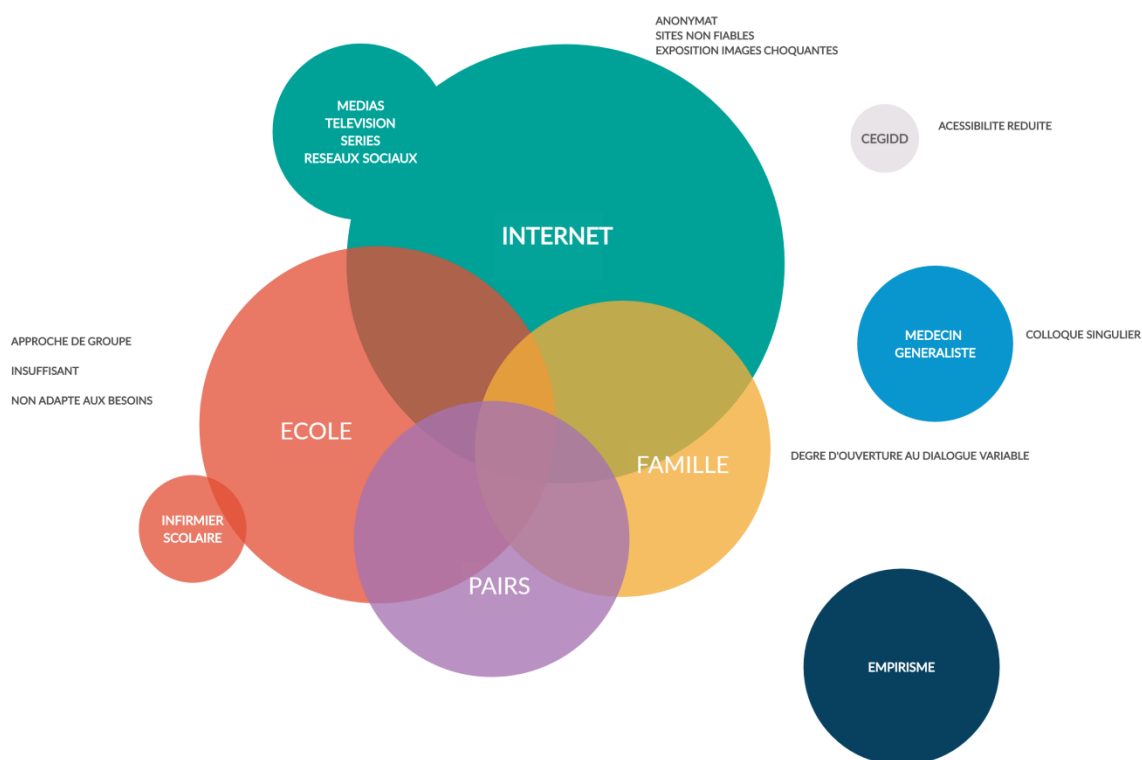 ANONYMAT
SITES NON FIABLES
EXPOSITION IMAGES CHOQUANTES
MEDIAS
TELEVISION
SERIES
RESEAUX SOCIAUX
CEGIDD
ACESSIBILITE REDUITE
INTERNET
MEDECIN
GENERALISTE
COLLOQUE SINGULIER
APPROCHE DE GROUPE
INSUFFISANT
NON ADAPTE AUX BESOINS
ECOLE
FAMILLE
DEGRE D'OUVERTURE AU DIALOGUE VARIABLE
INFIRMIER
SCOLAIRE
PAIRS
EMPIRISME